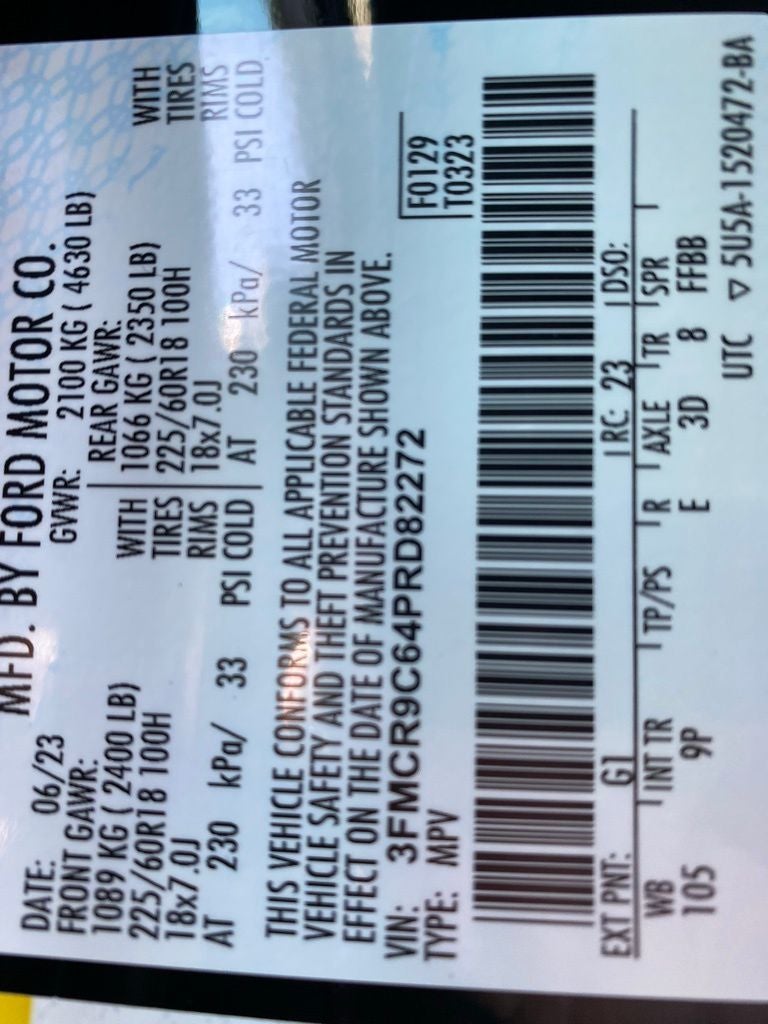 MFD. BY FORD MOTOR CO.
DATE: 06/23 GVWR: 2100 KG ( 4630 LB)
FRONT GAWR: REAR GAWR:
1089 KG ( 2400 LB) WITH 1066 KG ( 2350 LB) WITH
225/60R18 100H TIRES 225/60R18 100H TIRES
18x7.0J RIMS 18x7.0J RIMS
AT 230 kPa/ 33 PSI COLD AT 230 kPa/ 33 PSI COLD
THIS VEHICLE CONFORMS TO ALL APPLICABLE FEDERAL MOTOR
VEHICLE SAFETY AND THEFT PREVENTION STANDARDS IN
EFFECT ON THE DATE OF MANUFACTURE SHOWN ABOVE.
VIN: 3FMCR9C64PRD82272 F0129
TYPE: MPV T0323
EXT PNT: G1 RC: 23 DSO:
WB INT TR TP/PS R AXLE TR SPR
105 9P E 3D 8 FFBB
UTC ▽ 5U5A-1520472-BA